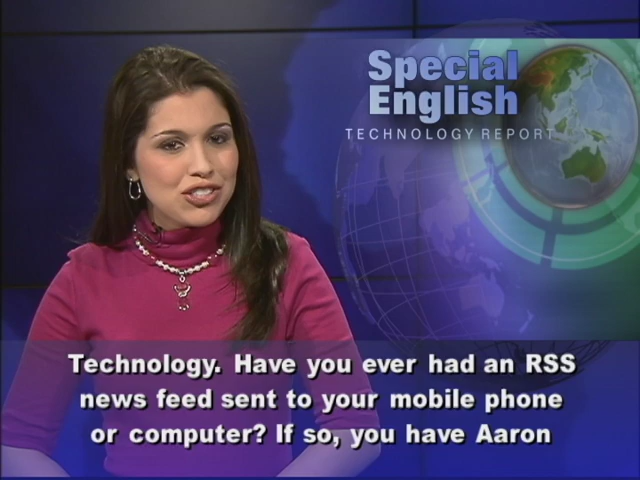 Special
English
TECHNOLOGY REPORT
Technology. Have you ever had an RSS
news feed sent to your mobile phone
or computer? If so, you have Aaron